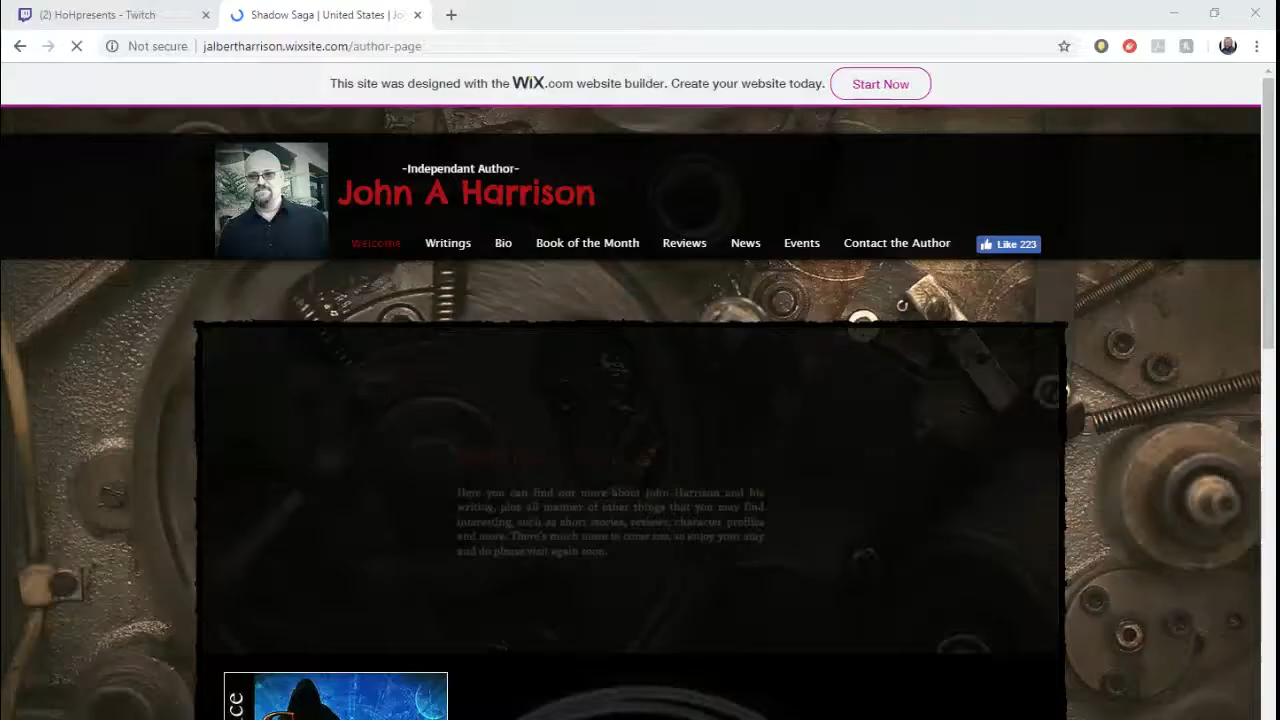 (2) HoHpresents - Twitch
Shadow Saga | United States | Jo
Not secure | jalbertharrison.wixsite.com/author-page
This site was designed with the WiX.com website builder. Create your website today. Start Now
-Independant Author-
John A Harrison
Welcome Writings Bio Book of the Month Reviews News Events Contact the Author Like 223
Here you can find out more about John Harrison and his
writing, plus all manner of other things that you may find
interesting, such as short stories, reviews, character profiles
and more. There's much more to come too, so enjoy your stay
and do please visit again soon.